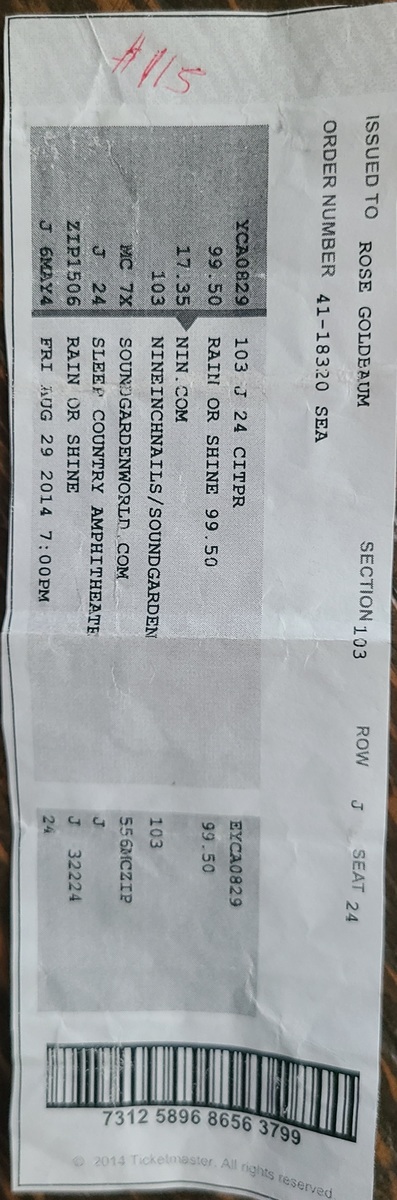 #115
ISSUED TO ROSE GOLDBAUM SECTION 103 ROW J SEAT 24
ORDER NUMBER 41-18320 SEA
YCA0829 103 J 24 CITPR EYCA0829
99.50 RAIN OR SHINE 99.50 99.50
17.35 NIN.COM
103 NINEINCHNAILS/SOUNDGARDEN 103
MC 7X SOUNDGARDENWORLD.COM 556MCZIP
J 24 SLEEP COUNTRY AMPHITHEATR J
ZIP1506 RAIN OR SHINE J 32224
J 6MAY4 FRI AUG 29 2014 7:00PM 24
7312 5896 8656 3799
© 2014 Ticketmaster. All rights reserved